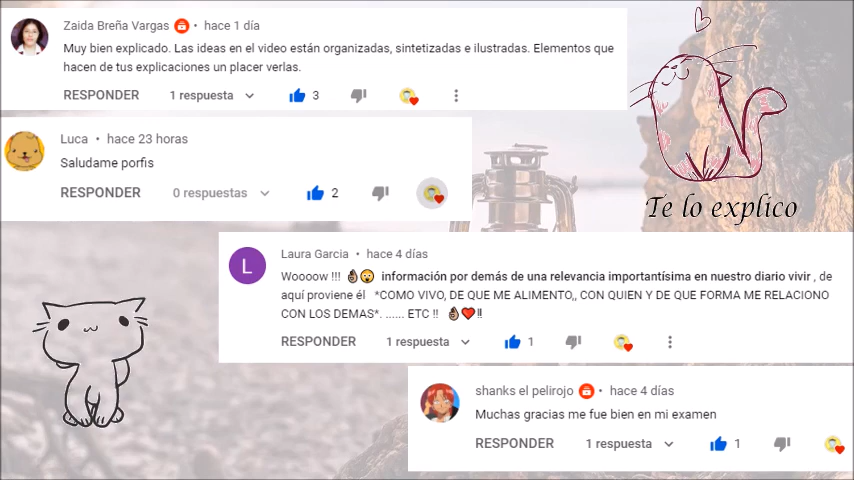 Zaida Breña Vargas • hace 1 día
Muy bien explicado. Las ideas en el video están organizadas, sintetizadas e ilustradas. Elementos que
hacen de tus explicaciones un placer verlas.
RESPONDER 1 respuesta 3
Luca • hace 23 horas
Saludame porfis
RESPONDER 0 respuestas 2
Te lo explico
L
Laura Garcia • hace 4 días
Woooow !!! 👌🏾😲 información por demás de una relevancia importantísima en nuestro diario vivir , de
aquí proviene él *COMO VIVO, DE QUE ME ALIMENTO,, CON QUIEN Y DE QUE FORMA ME RELACIONO
CON LOS DEMAS*. ...... ETC !! 👌🏾❤️!!
RESPONDER 1 respuesta 1
shanks el pelirojo • hace 4 días
Muchas gracias me fue bien en mi examen
RESPONDER 1 respuesta 1